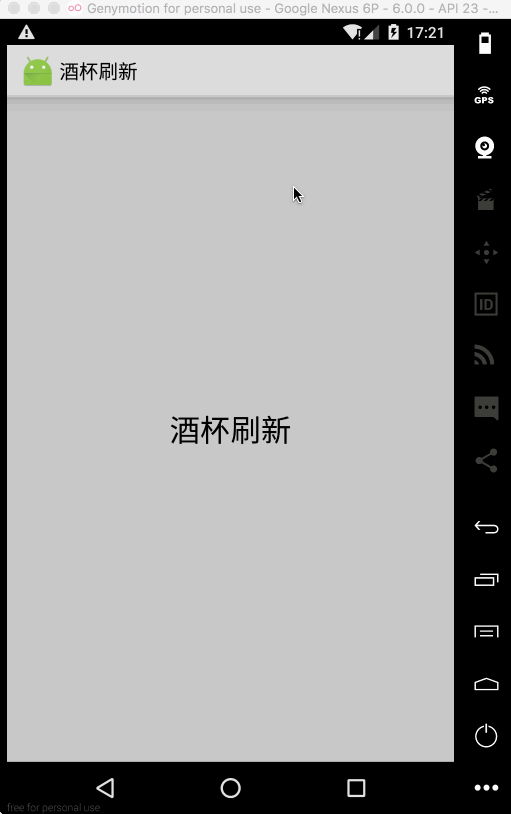 Genymotion for personal use - Google Nexus 6P - 6.0.0 - API 23 -...
17:21
酒杯刷新
GPS
ID
酒杯刷新
free for personal use